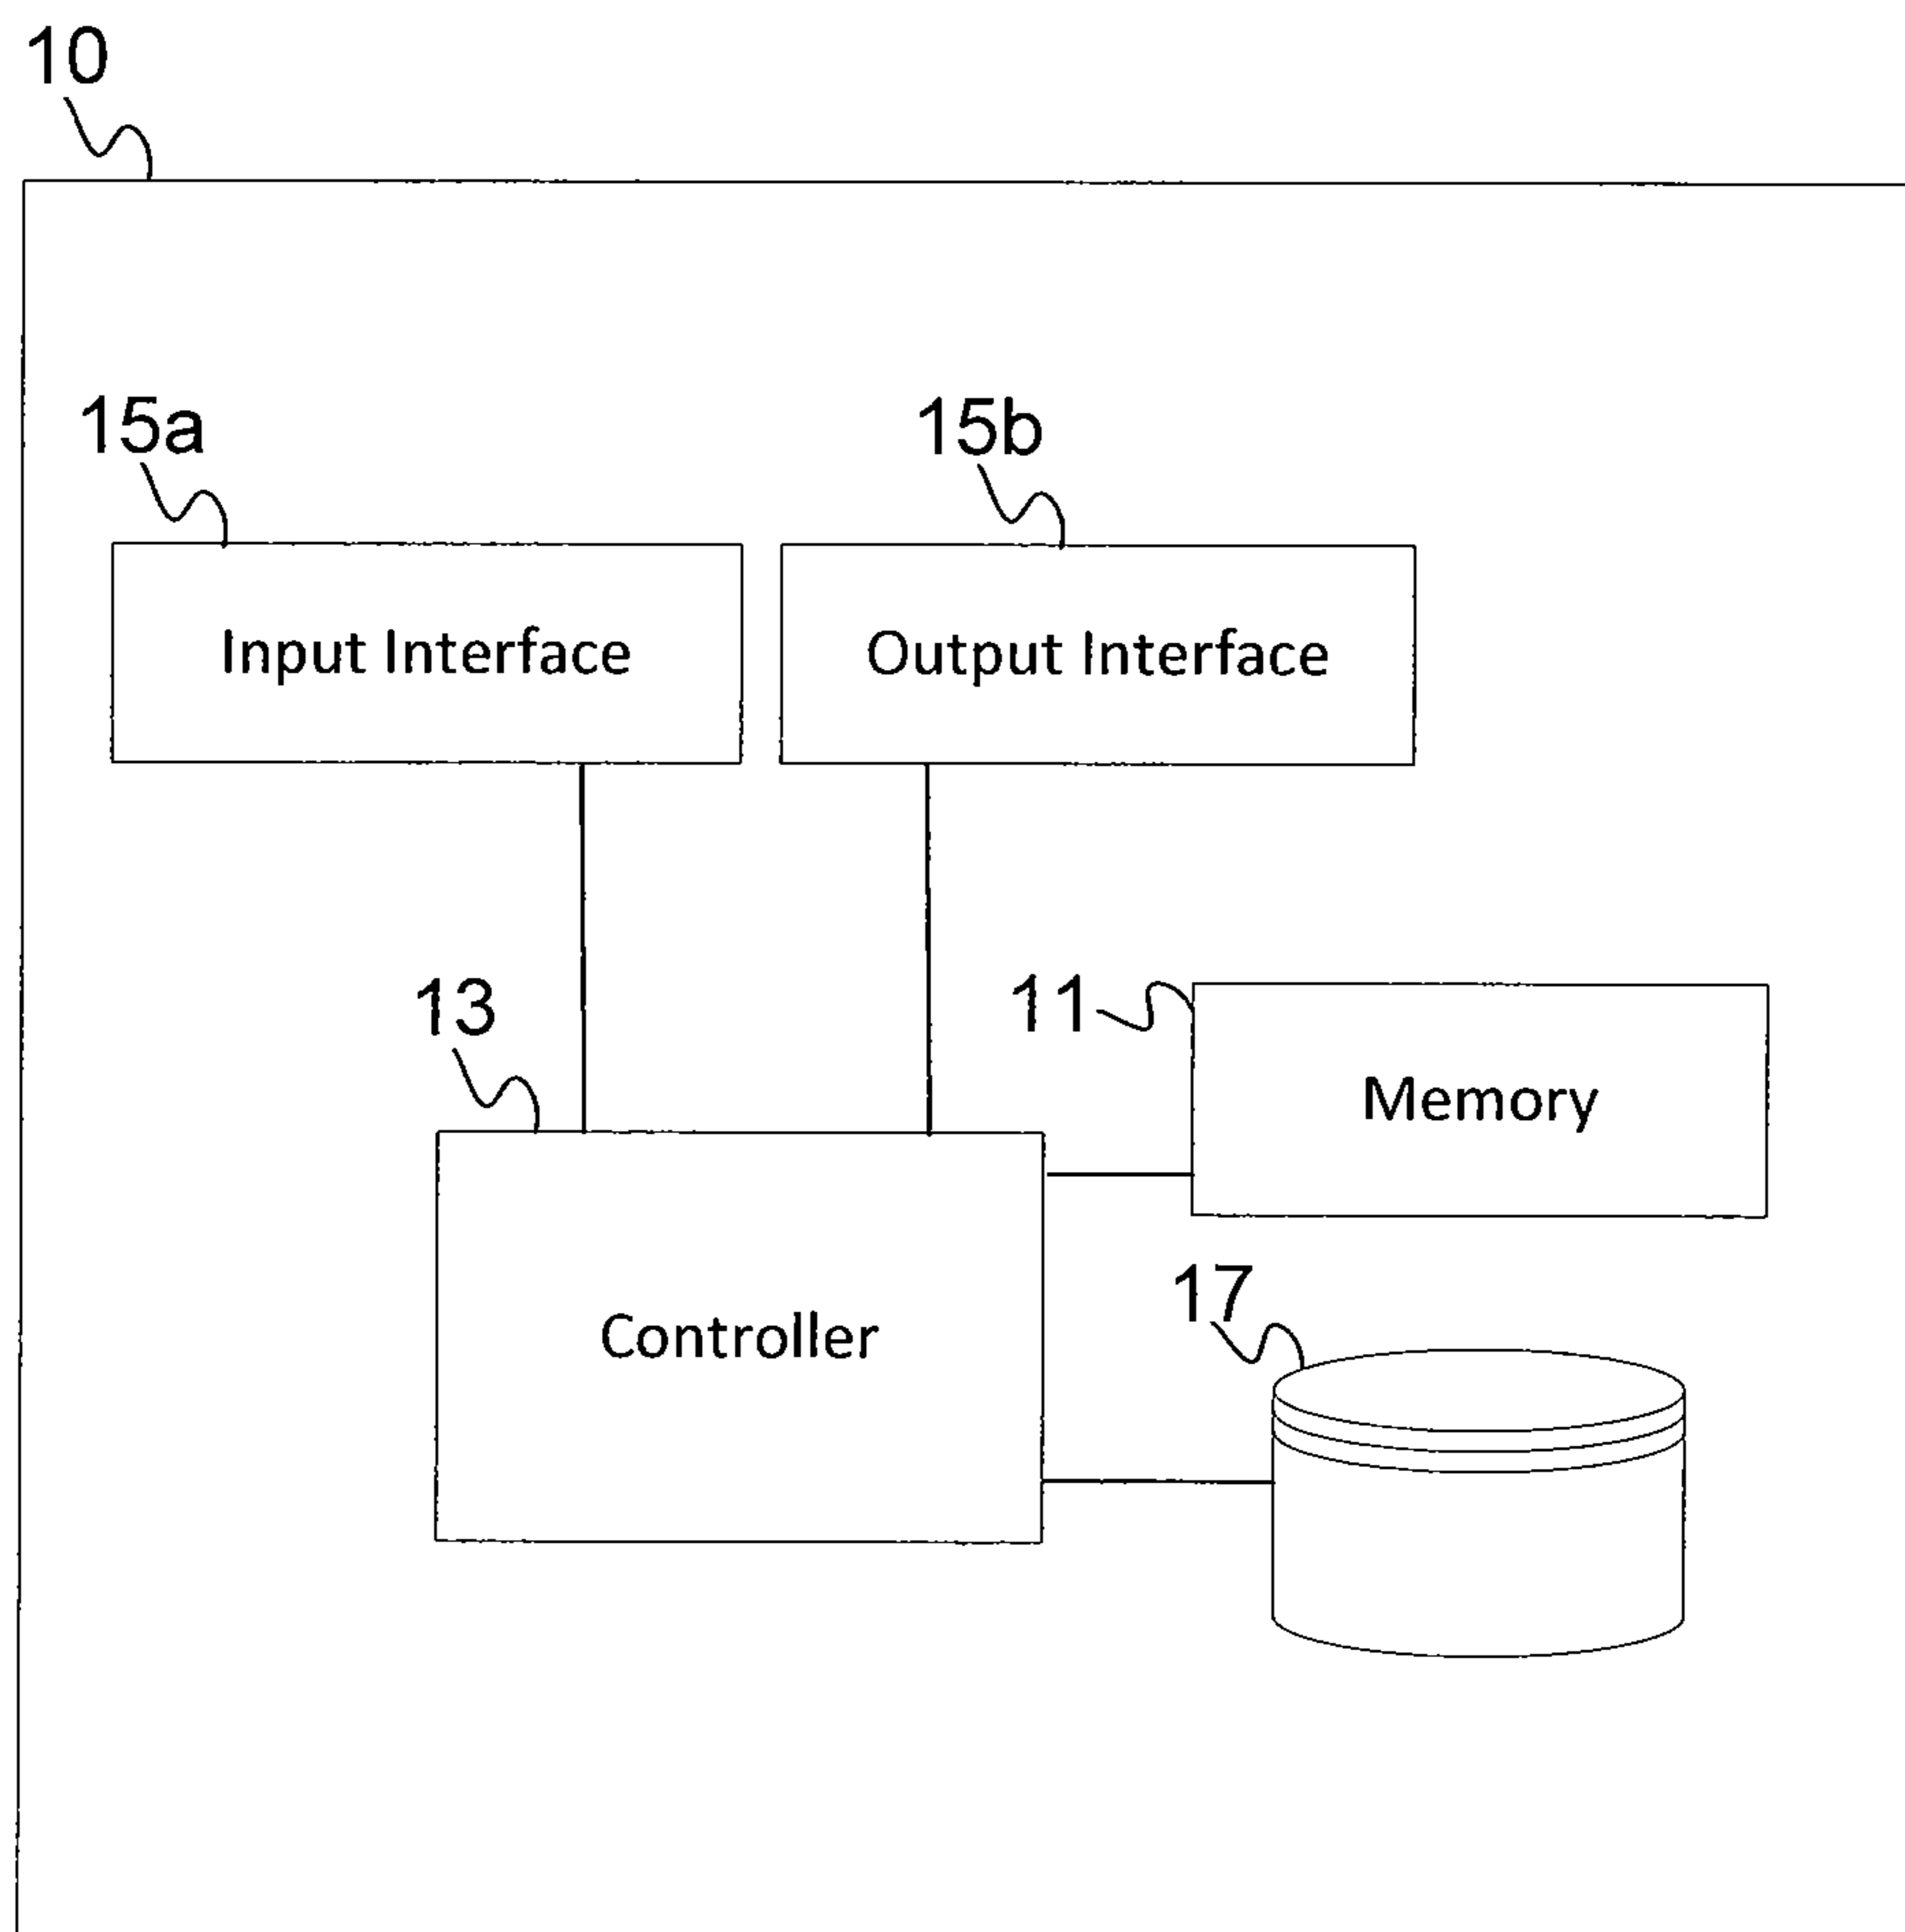 10
15a
15b
Input Interface
Output Interface
13
11
Memory
17
Controller